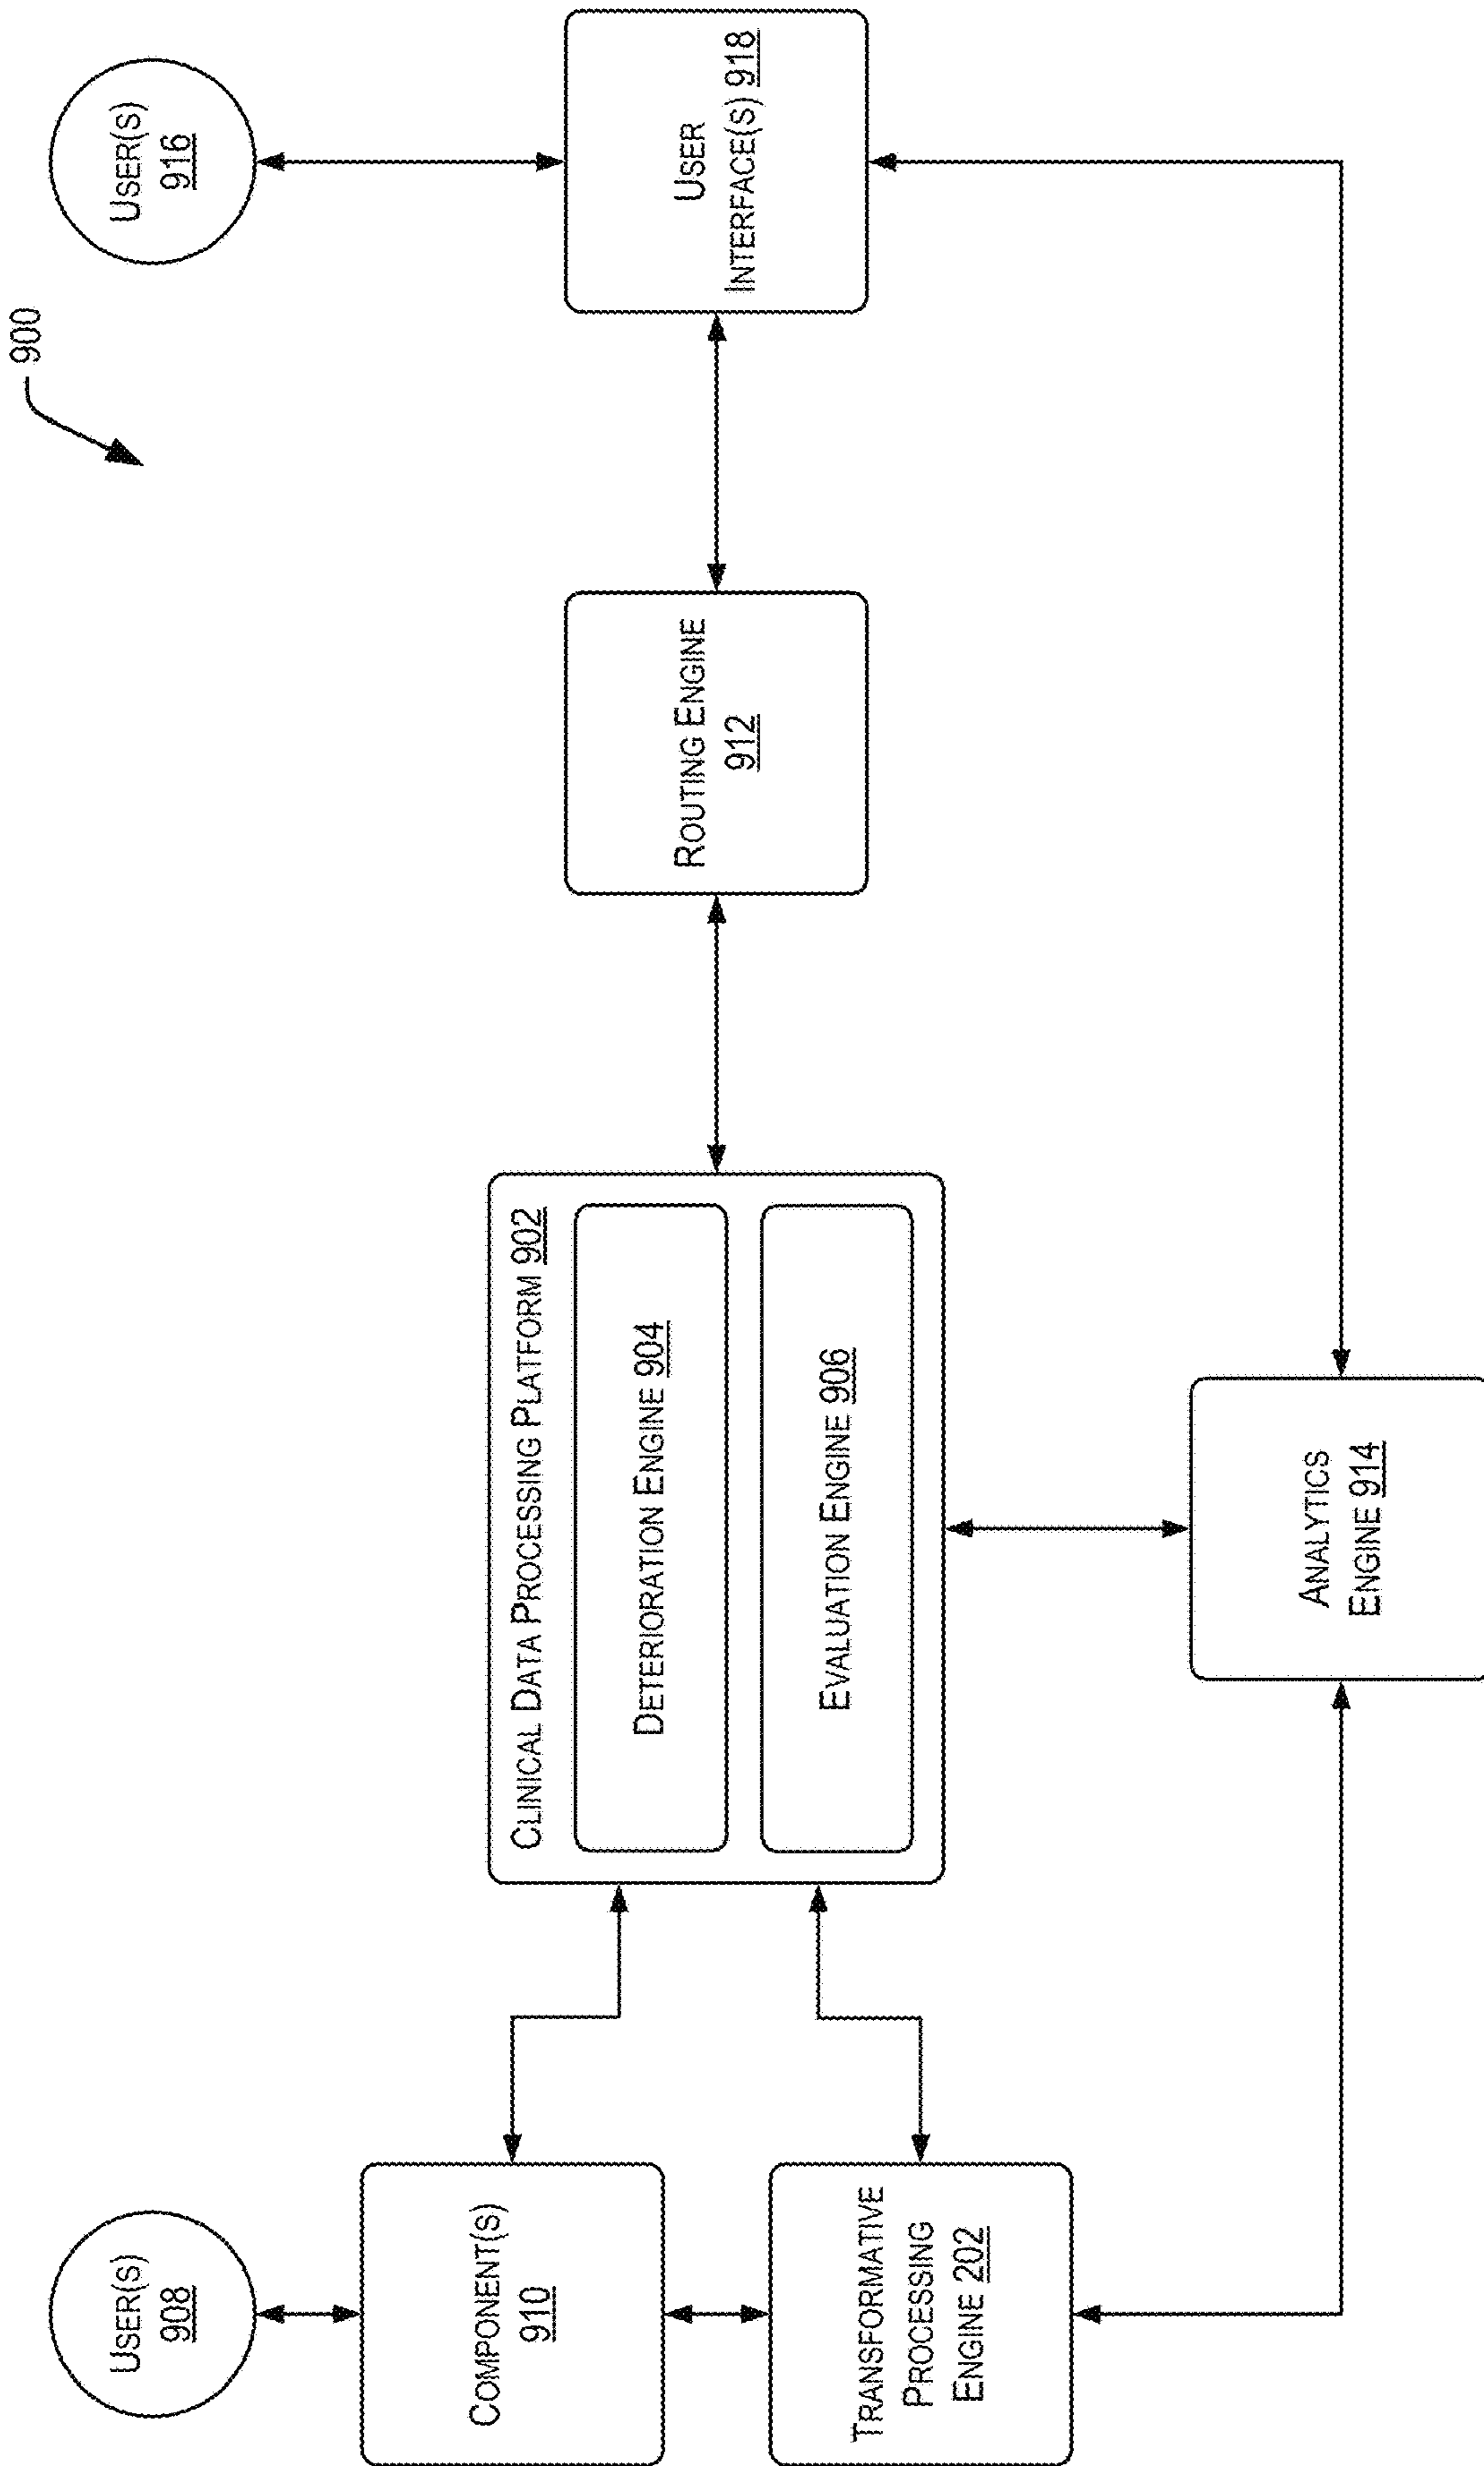 900
USER(S)
908
USER(S)
916
COMPONENT(S)
910
CLINICAL DATA PROCESSING PLATFORM 902
DETERIORATION ENGINE 904
EVALUATION ENGINE 906
ROUTING ENGINE
912
USER
INTERFACE(S) 918
TRANSFORMATIVE
PROCESSING
ENGINE 202
ANALYTICS
ENGINE 914